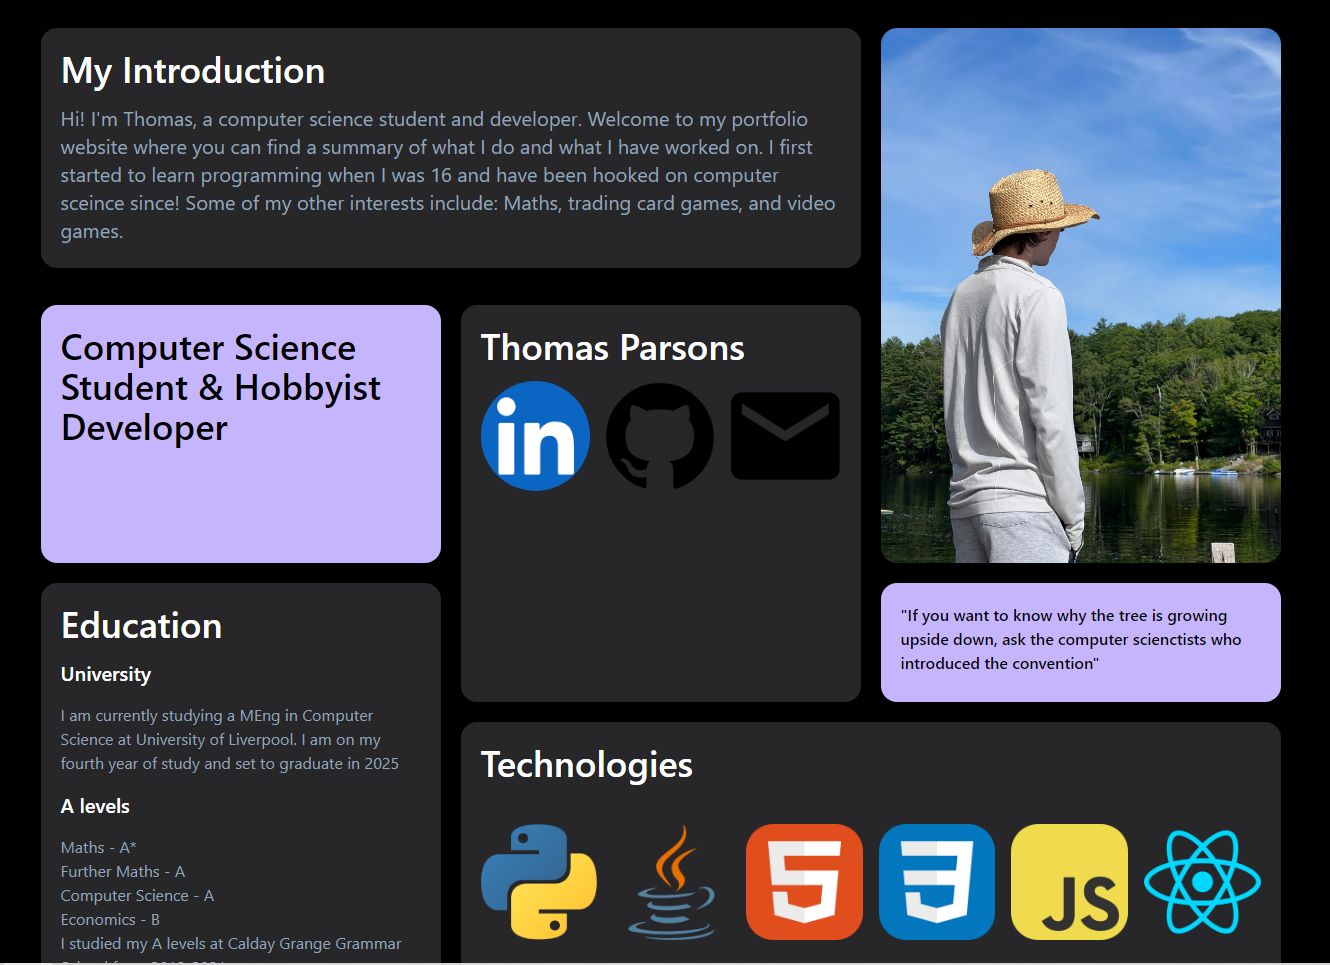 My Introduction
Hi! I'm Thomas, a computer science student and developer. Welcome to my portfolio
website where you can find a summary of what I do and what I have worked on. I first
started to learn programming when I was 16 and have been hooked on computer
sceince since! Some of my other interests include: Maths, trading card games, and video
games.
Computer Science
Student & Hobbyist
Developer
Thomas Parsons
in
"If you want to know why the tree is growing
upside down, ask the computer scienctists who
introduced the convention"
Education
University
I am currently studying a MEng in Computer
Science at University of Liverpool. I am on my
fourth year of study and set to graduate in 2025
A levels
Maths - A*
Further Maths - A
Computer Science - A
Economics - B
I studied my A levels at Calday Grange Grammar
Technologies
5
3
JS